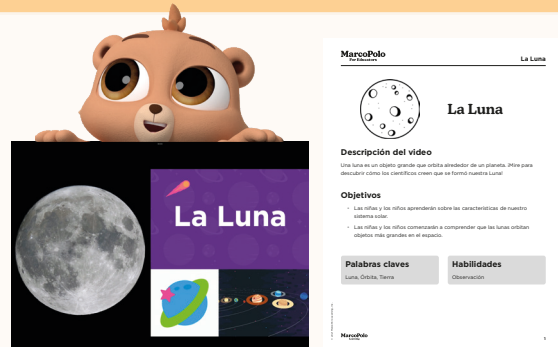 La Luna
MarcoPolo
For Educators
La Luna
La Luna
Descripción del video
Una luna es un objeto grande que orbita alrededor de un planeta. ¡Mire para
descubrir cómo los científicos creen que se formó nuestra Luna!
Objetivos
• Las niñas y los niños aprenderán sobre las características de nuestro
sistema solar.
• Las niñas y los niños comenzarán a comprender que las lunas orbitan
objetos más grandes en el espacio.
Palabras claves
Luna, Órbita, Tierra
Habilidades
Observación
MarcoPolo